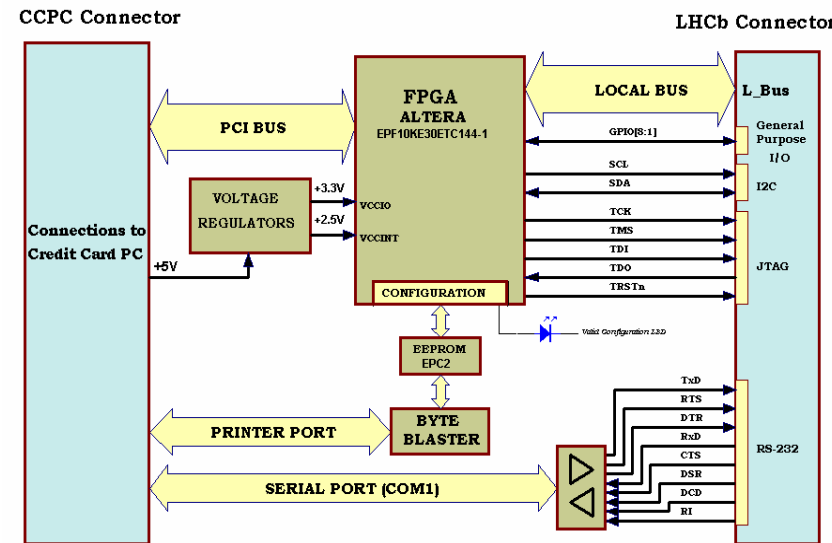 CCPC Connector
LHCb Connector
FPGA
ALTERA
EPF10KE30ETC144-1
PCI BUS
LOCAL BUS
L_Bus
GPIO[8:1]
General
Purpose
I/O
SCL
SDA
I2C
VOLTAGE
REGULATORS
+3.3V
+2.5V
VCCIO
VCCINT
TCK
TMS
TDI
TDO
TRSTn
JTAG
Connections to
Credit Card PC
+5V
CONFIGURATION
Valid Configuration LED
EEPROM
EPC2
BYTE
BLASTER
PRINTER PORT
SERIAL PORT (COM1)
TxD
RTS
DTR
RxD
CTS
DSR
DCD
RI
RS-232